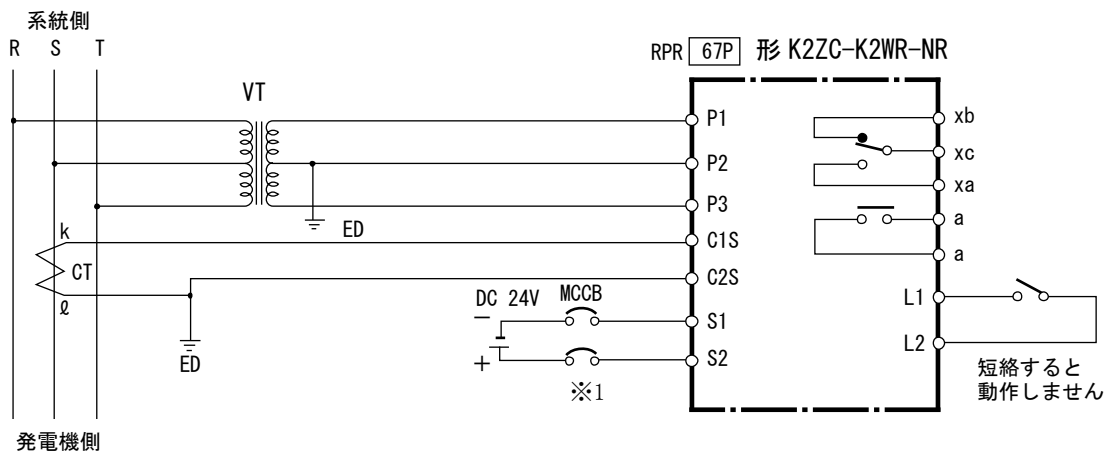 系統側
R S T
RPR 67P 形 K2ZC-K2WR-NR
VT
P1
P2
P3
ED
k
CT
ℓ
ED
C1S
C2S
DC 24V MCCB
−
+
※1
S1
S2
xb
xc
xa
a
a
L1
L2
短絡すると
動作しません
発電機側